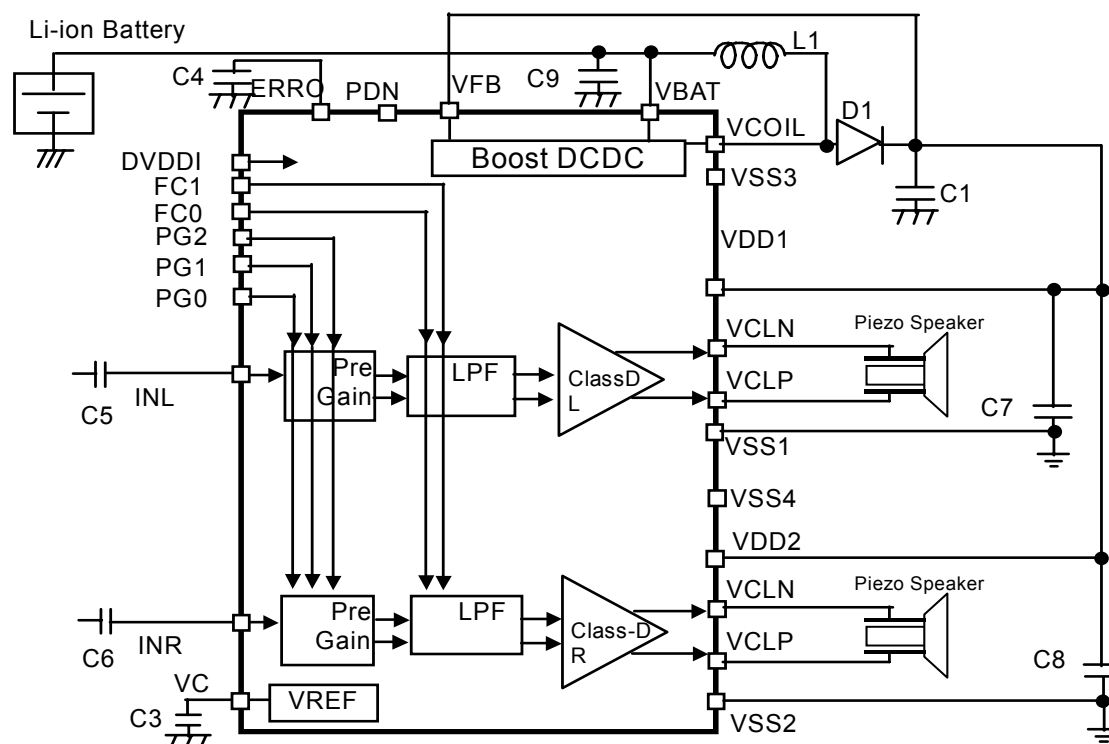 Li-ion Battery
L1
C4
ERRO
PDN
VFB
C9
VBAT
D1
VCOIL
Boost DCDC
DVDDI
VSS3
C1
FC1
FC0
PG2
VDD1
PG1
PG0
VCLN
Piezo Speaker
Pre
Gain
LPF
ClassD
L
VCLP
C5
INL
C7
VSS1
VSS4
VDD2
VCLN
Piezo Speaker
Pre
Gain
LPF
Class-D
R
VCLP
C6
INR
C8
VC
VREF
C3
VSS2